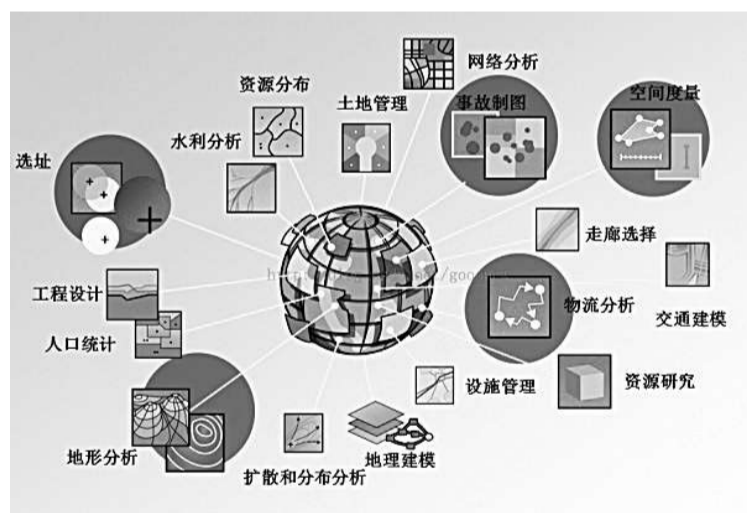 网络分析
资源分布
土地管理
事故制图
空间度量
水利分析
选址
走廊选择
工程设计
物流分析
交通建模
人口统计
设施管理
资源研究
地形分析
地理建模
扩散和分布分析